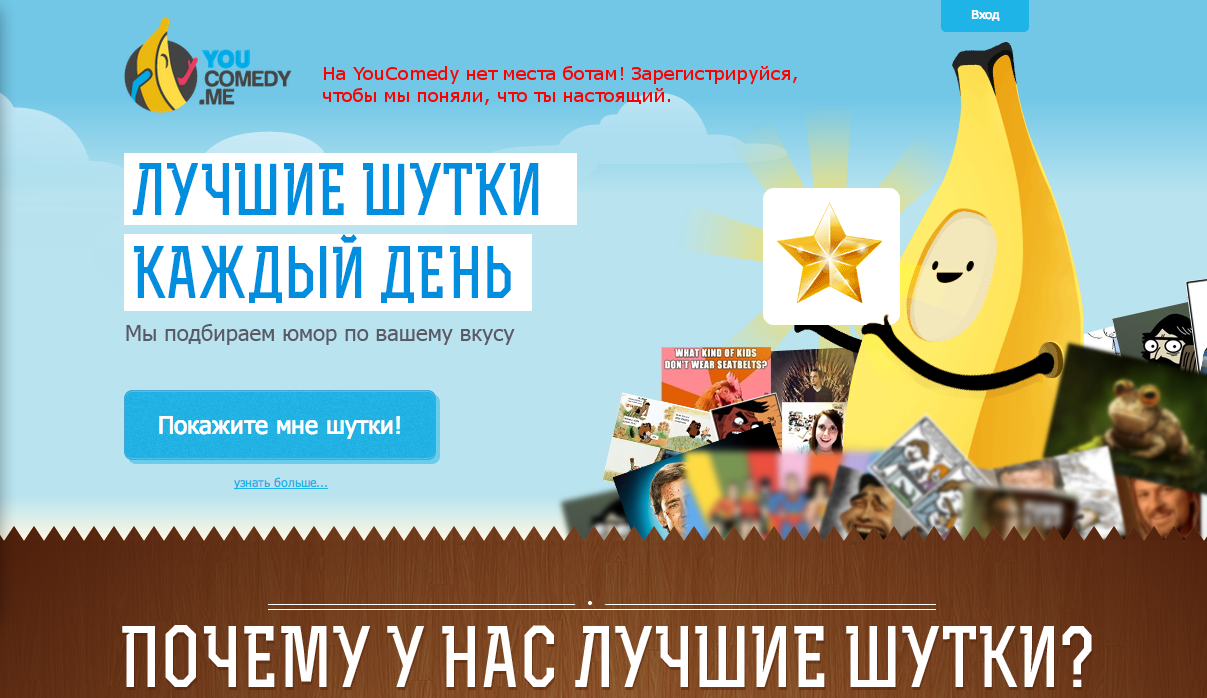 Вход
YOU
COMEDY
.ME
На YouComedy нет места ботам! Зарегистрируйся,
чтобы мы поняли, что ты настоящий.
ЛУЧШИЕ ШУТКИ
КАЖДЫЙ ДЕНЬ
Мы подбираем юмор по вашему вкусу
WHAT KIND OF KIDS
DON'T WEAR SEATBELTS?
Покажите мне шутки!
узнать больше...
ПОЧЕМУ У НАС ЛУЧШИЕ ШУТКИ?